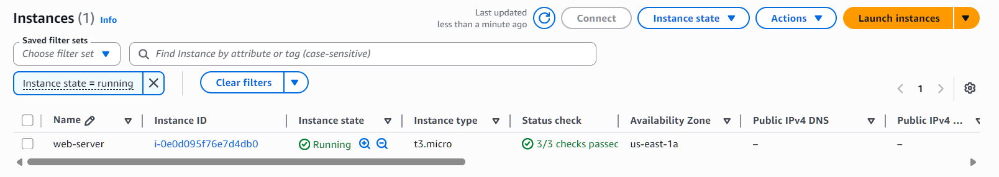 Instances (1) Info
Last updated
less than a minute ago
Connect
Instance state
Actions
Launch instances
Saved filter sets
Choose filter set
Find Instance by attribute or tag (case-sensitive)
Instance state = running
Clear filters
1
Name Instance ID Instance state Instance type Status check Availability Zone Public IPv4 DNS Public IPv4 ...
web-server i-0e0d095f76e7d4db0 Running t3.micro 3/3 checks passec us-east-1a – –